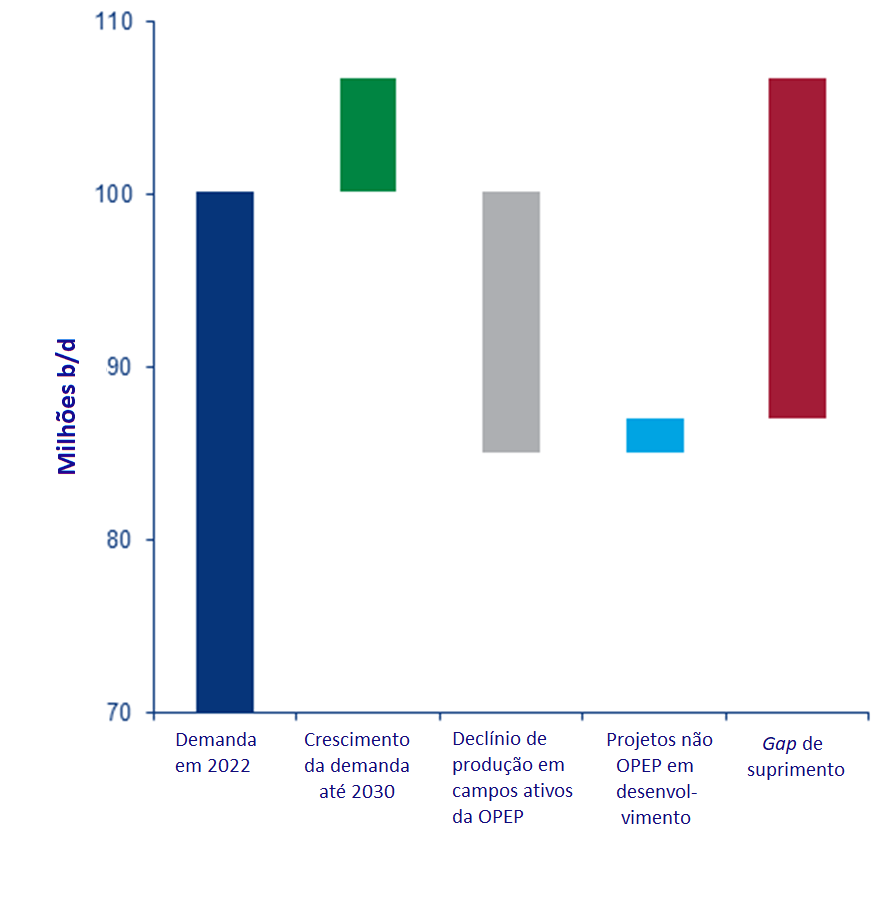 110
100
90
80
70
Milhões b/d
Demanda
em 2022
Crescimento
da demanda
até 2030
Declínio de
produção em
campos ativos
da OPEP
Projetos não
OPEP em
desenvol-
vimento
Gap de
suprimento